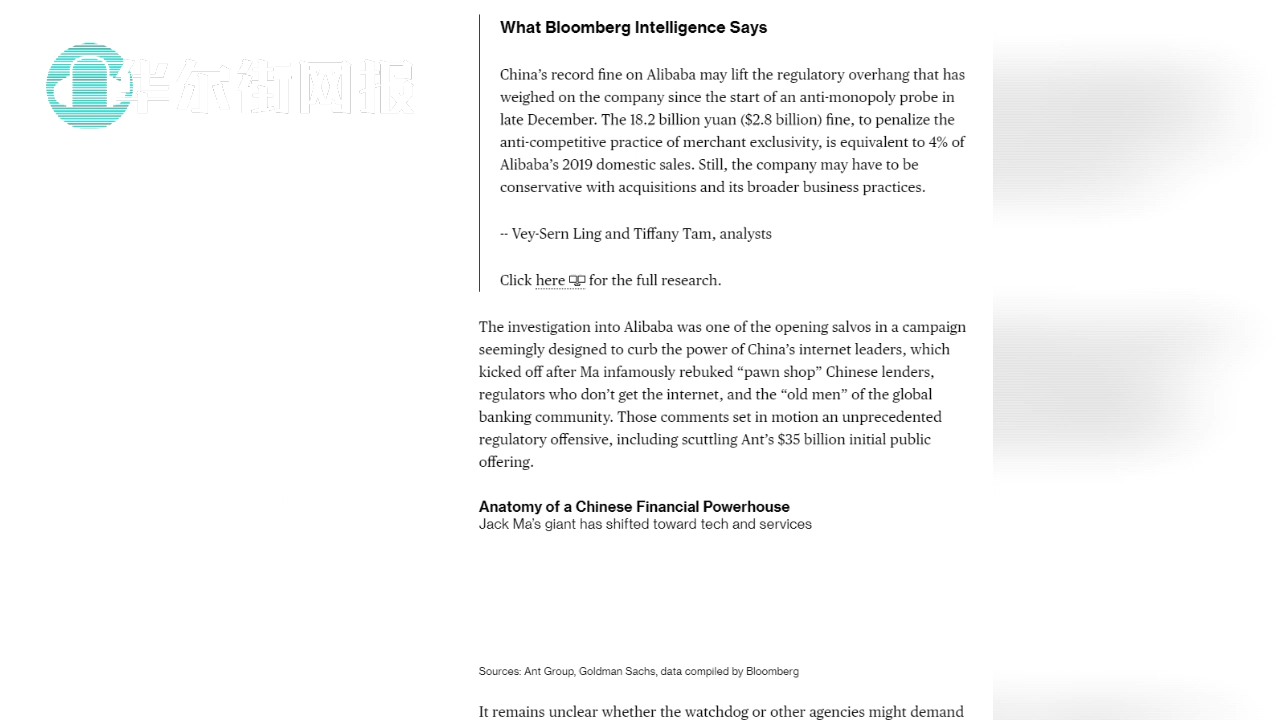 华尔街网报
What Bloomberg Intelligence Says
China’s record fine on Alibaba may lift the regulatory overhang that has
weighed on the company since the start of an anti-monopoly probe in
late December. The 18.2 billion yuan ($2.8 billion) fine, to penalize the
anti-competitive practice of merchant exclusivity, is equivalent to 4% of
Alibaba’s 2019 domestic sales. Still, the company may have to be
conservative with acquisitions and its broader business practices.
-- Vey-Sern Ling and Tiffany Tam, analysts
Click here for the full research.
The investigation into Alibaba was one of the opening salvos in a campaign
seemingly designed to curb the power of China’s internet leaders, which
kicked off after Ma infamously rebuked “pawn shop” Chinese lenders,
regulators who don’t get the internet, and the “old men” of the global
banking community. Those comments set in motion an unprecedented
regulatory offensive, including scuttling Ant’s $35 billion initial public
offering.
Anatomy of a Chinese Financial Powerhouse
Jack Ma’s giant has shifted toward tech and services
Sources: Ant Group, Goldman Sachs, data compiled by Bloomberg
It remains unclear whether the watchdog or other agencies might demand